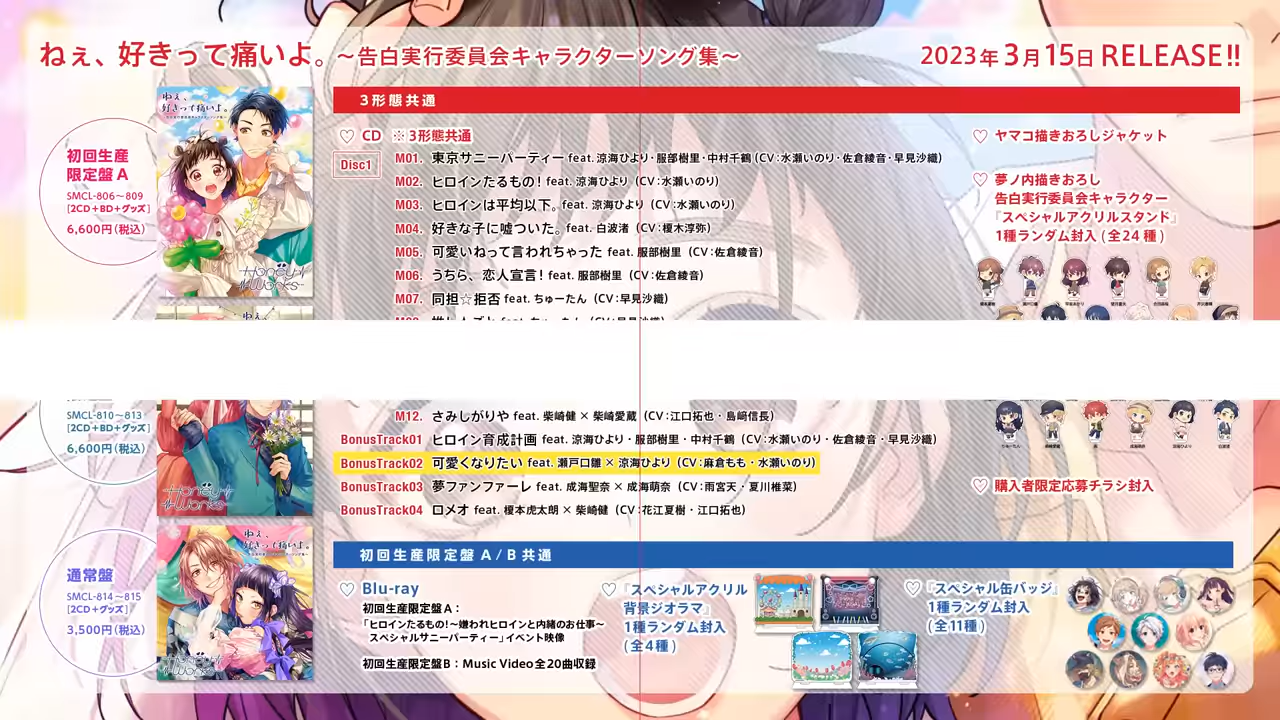 ねぇ、好きって痛いよ。～告白実行委員会キャラクターソング集～
2023年3月15日 RELEASE!!
初回生産
限定盤A
SMCL-806～809
[2CD＋BD＋グッズ]
6,600円(税込)
SMCL-810～813
[2CD＋BD＋グッズ]
6,600円(税込)
通常盤
SMCL-814～815
[2CD＋グッズ]
3,500円(税込)
ねぇ、
好きって痛いよ。
HoneyWorks
ねぇ、
HoneyWorks
ねぇ、
好きって痛いよ。
HoneyWorks
3形態共通
♡ CD ※3形態共通
Disc1
M01. 東京サニーパーティー feat. 涼海ひより・服部樹里・中村千鶴 (CV：水瀬いのり・佐倉綾音・早見沙織)
M02. ヒロインたるもの！ feat. 涼海ひより (CV：水瀬いのり)
M03. ヒロインは平均以下。 feat. 涼海ひより (CV：水瀬いのり)
M04. 好きな子に嘘ついた。 feat. 白波渚 (CV：榎木淳弥)
M05. 可愛いねって言われちゃった feat. 服部樹里 (CV：佐倉綾音)
M06. うちら、恋人宣言！ feat. 服部樹里 (CV：佐倉綾音)
M07. 同担☆拒否 feat. ちゅーたん (CV：早見沙織)
M12. さみしがりや feat. 柴崎健 × 柴崎愛蔵 (CV：江口拓也・島﨑信長)
BonusTrack01 ヒロイン育成計画 feat. 涼海ひより・服部樹里・中村千鶴 (CV：水瀬いのり・佐倉綾音・早見沙織)
BonusTrack02 可愛くなりたい feat. 瀬戸口雛 × 涼海ひより (CV：麻倉もも・水瀬いのり)
BonusTrack03 夢ファンファーレ feat. 成海聖奈 × 成海萌奈 (CV：雨宮天・夏川椎菜)
BonusTrack04 ロメオ feat. 榎本虎太朗 × 柴崎健 (CV：花江夏樹・江口拓也)
♡ ヤマコ描きおろしジャケット
♡ 夢ノ内描きおろし
告白実行委員会キャラクター
『スペシャルアクリルスタンド』
1種ランダム封入 (全24種)
♡ 購入者限定応募チラシ封入
初回生産限定盤 A/B 共通
♡ Blu-ray
初回生産限定盤A：
「ヒロインたるもの！～嫌われヒロインと内緒のお仕事～
スペシャルサニーパーティー」イベント映像
初回生産限定盤B：Music Video全20曲収録
♡ 『スペシャルアクリル
背景ジオラマ』
1種ランダム封入
(全4種)
♡ 『スペシャル缶バッジ』
1種ランダム封入
(全11種)